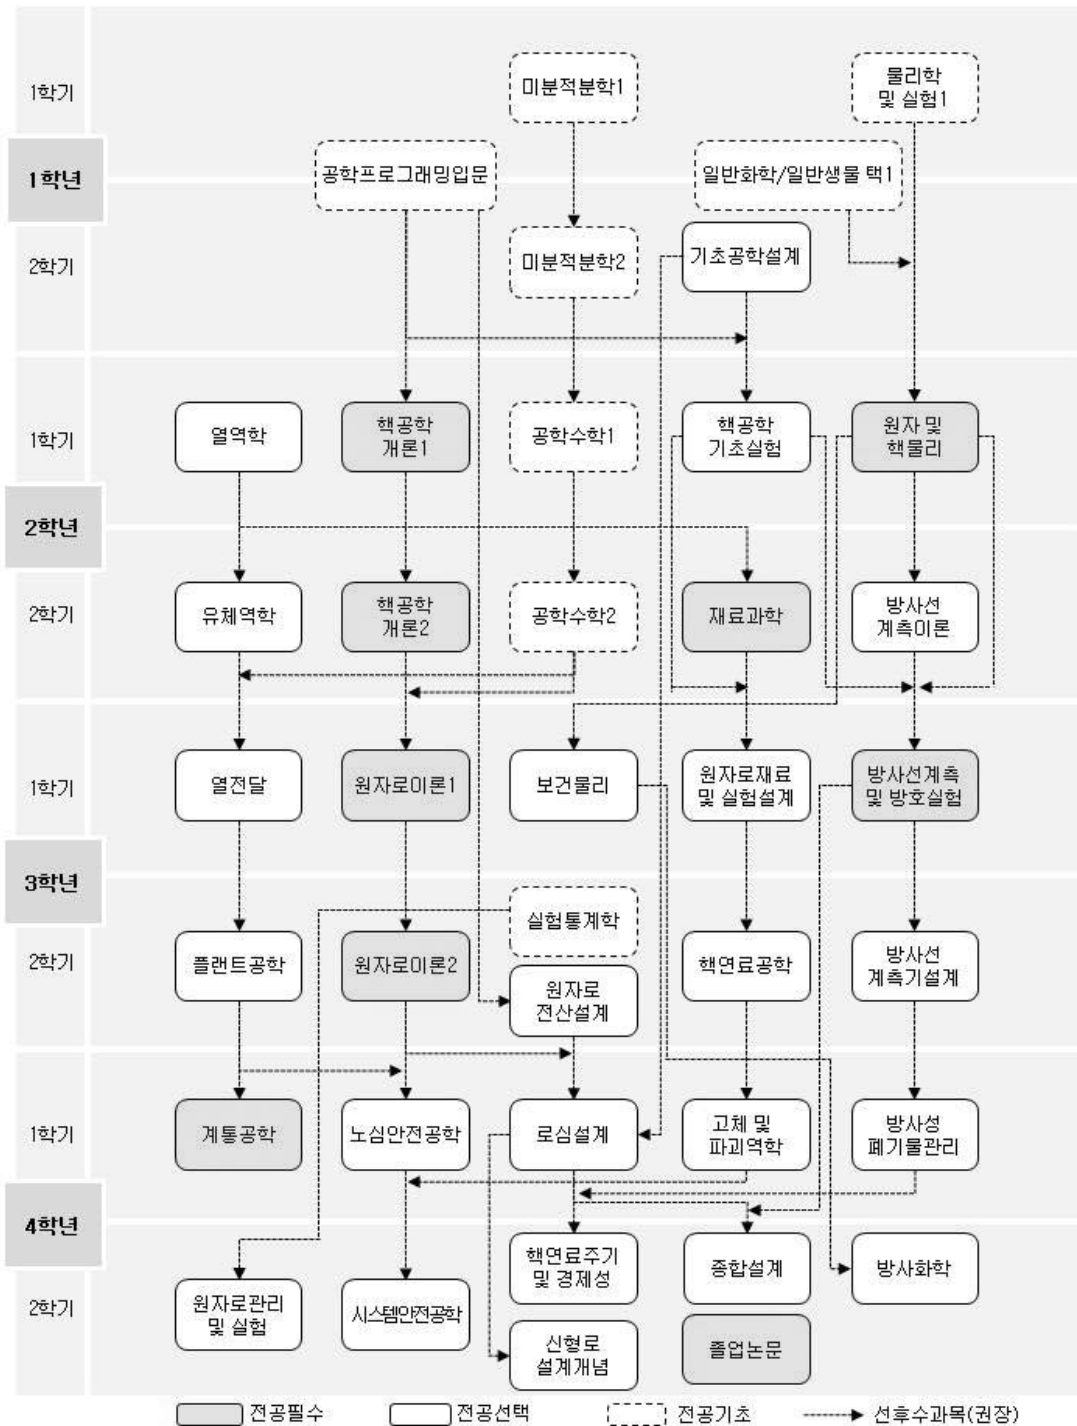 1학기
미분적분학1
물리학
및 실험1
1학년
공학프로그래밍입문
일반화학/일반생물 택1
2학기
미분적분학2
기초공학설계
1학기
열역학
핵공학
개론1
공학수학1
핵공학
기초실험
원자 및
핵물리
2학년
2학기
유체역학
핵공학
개론2
공학수학2
재료과학
방사선
계측이론
1학기
열전달
원자로이론1
보건물리
원자로재료
및 실험설계
방사선계측
및 방호실험
3학년
2학기
플랜트공학
원자로이론2
실험통계학
원자로
전산설계
핵연료공학
방사선
계측기설계
1학기
계통공학
노심안전공학
로심설계
고체 및
파괴역학
방사성
폐기물관리
4학년
2학기
원자로관리
및 실험
시스템안전공학
핵연료주기
및 경제성
신형로
설계개념
종합설계
졸업논문
방사화학
전공필수
전공선택
전공기초
선후수과목(권장)